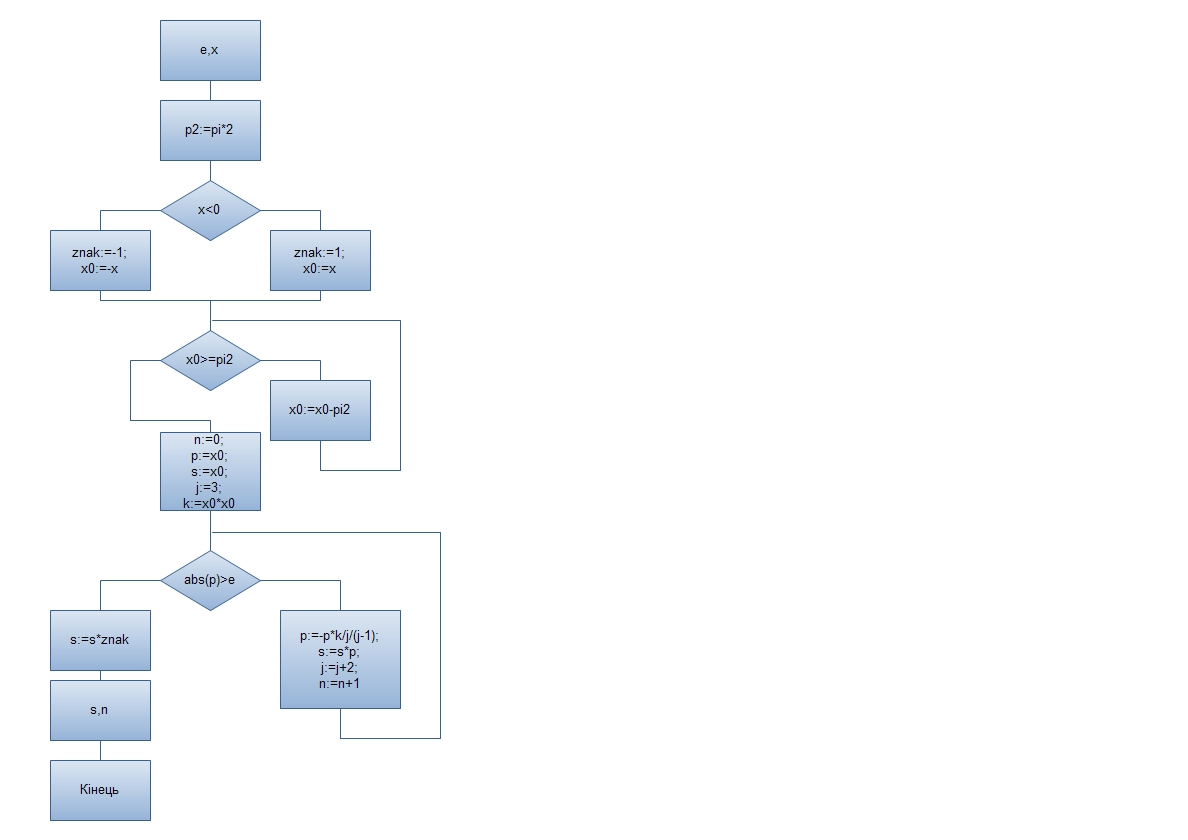 e,x
p2:=pi*2
x<0
znak:=-1;
x0:=-x
znak:=1;
x0:=x
x0>=pi2
x0:=x0-pi2
n:=0;
p:=x0;
s:=x0;
j:=3;
k:=x0*x0
abs(p)>e
s:=s*znak
p:=-p*k/j/(j-1);
s:=s*p;
j:=j+2;
n:=n+1
s,n
Кінець